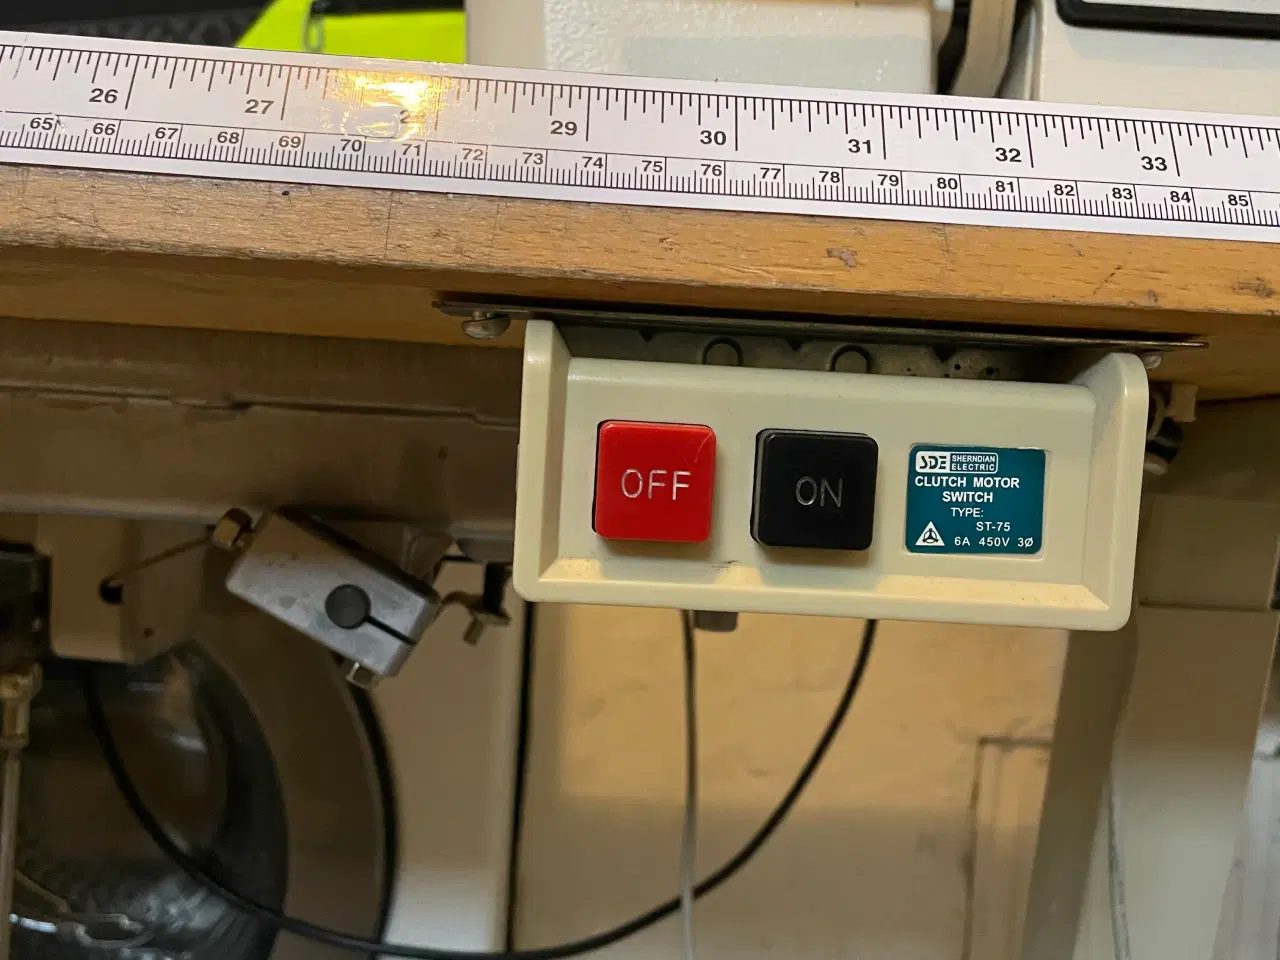 26 27 28 29 30 31 32 33
65 66 67 68 69 70 71 72 73 74 75 76 77 78 79 80 81 82 83 84 85
OFF
ON
SDE SHERNDIAN
ELECTRIC
CLUTCH MOTOR
SWITCH
TYPE:
ST-75
6A 450V 3Ø